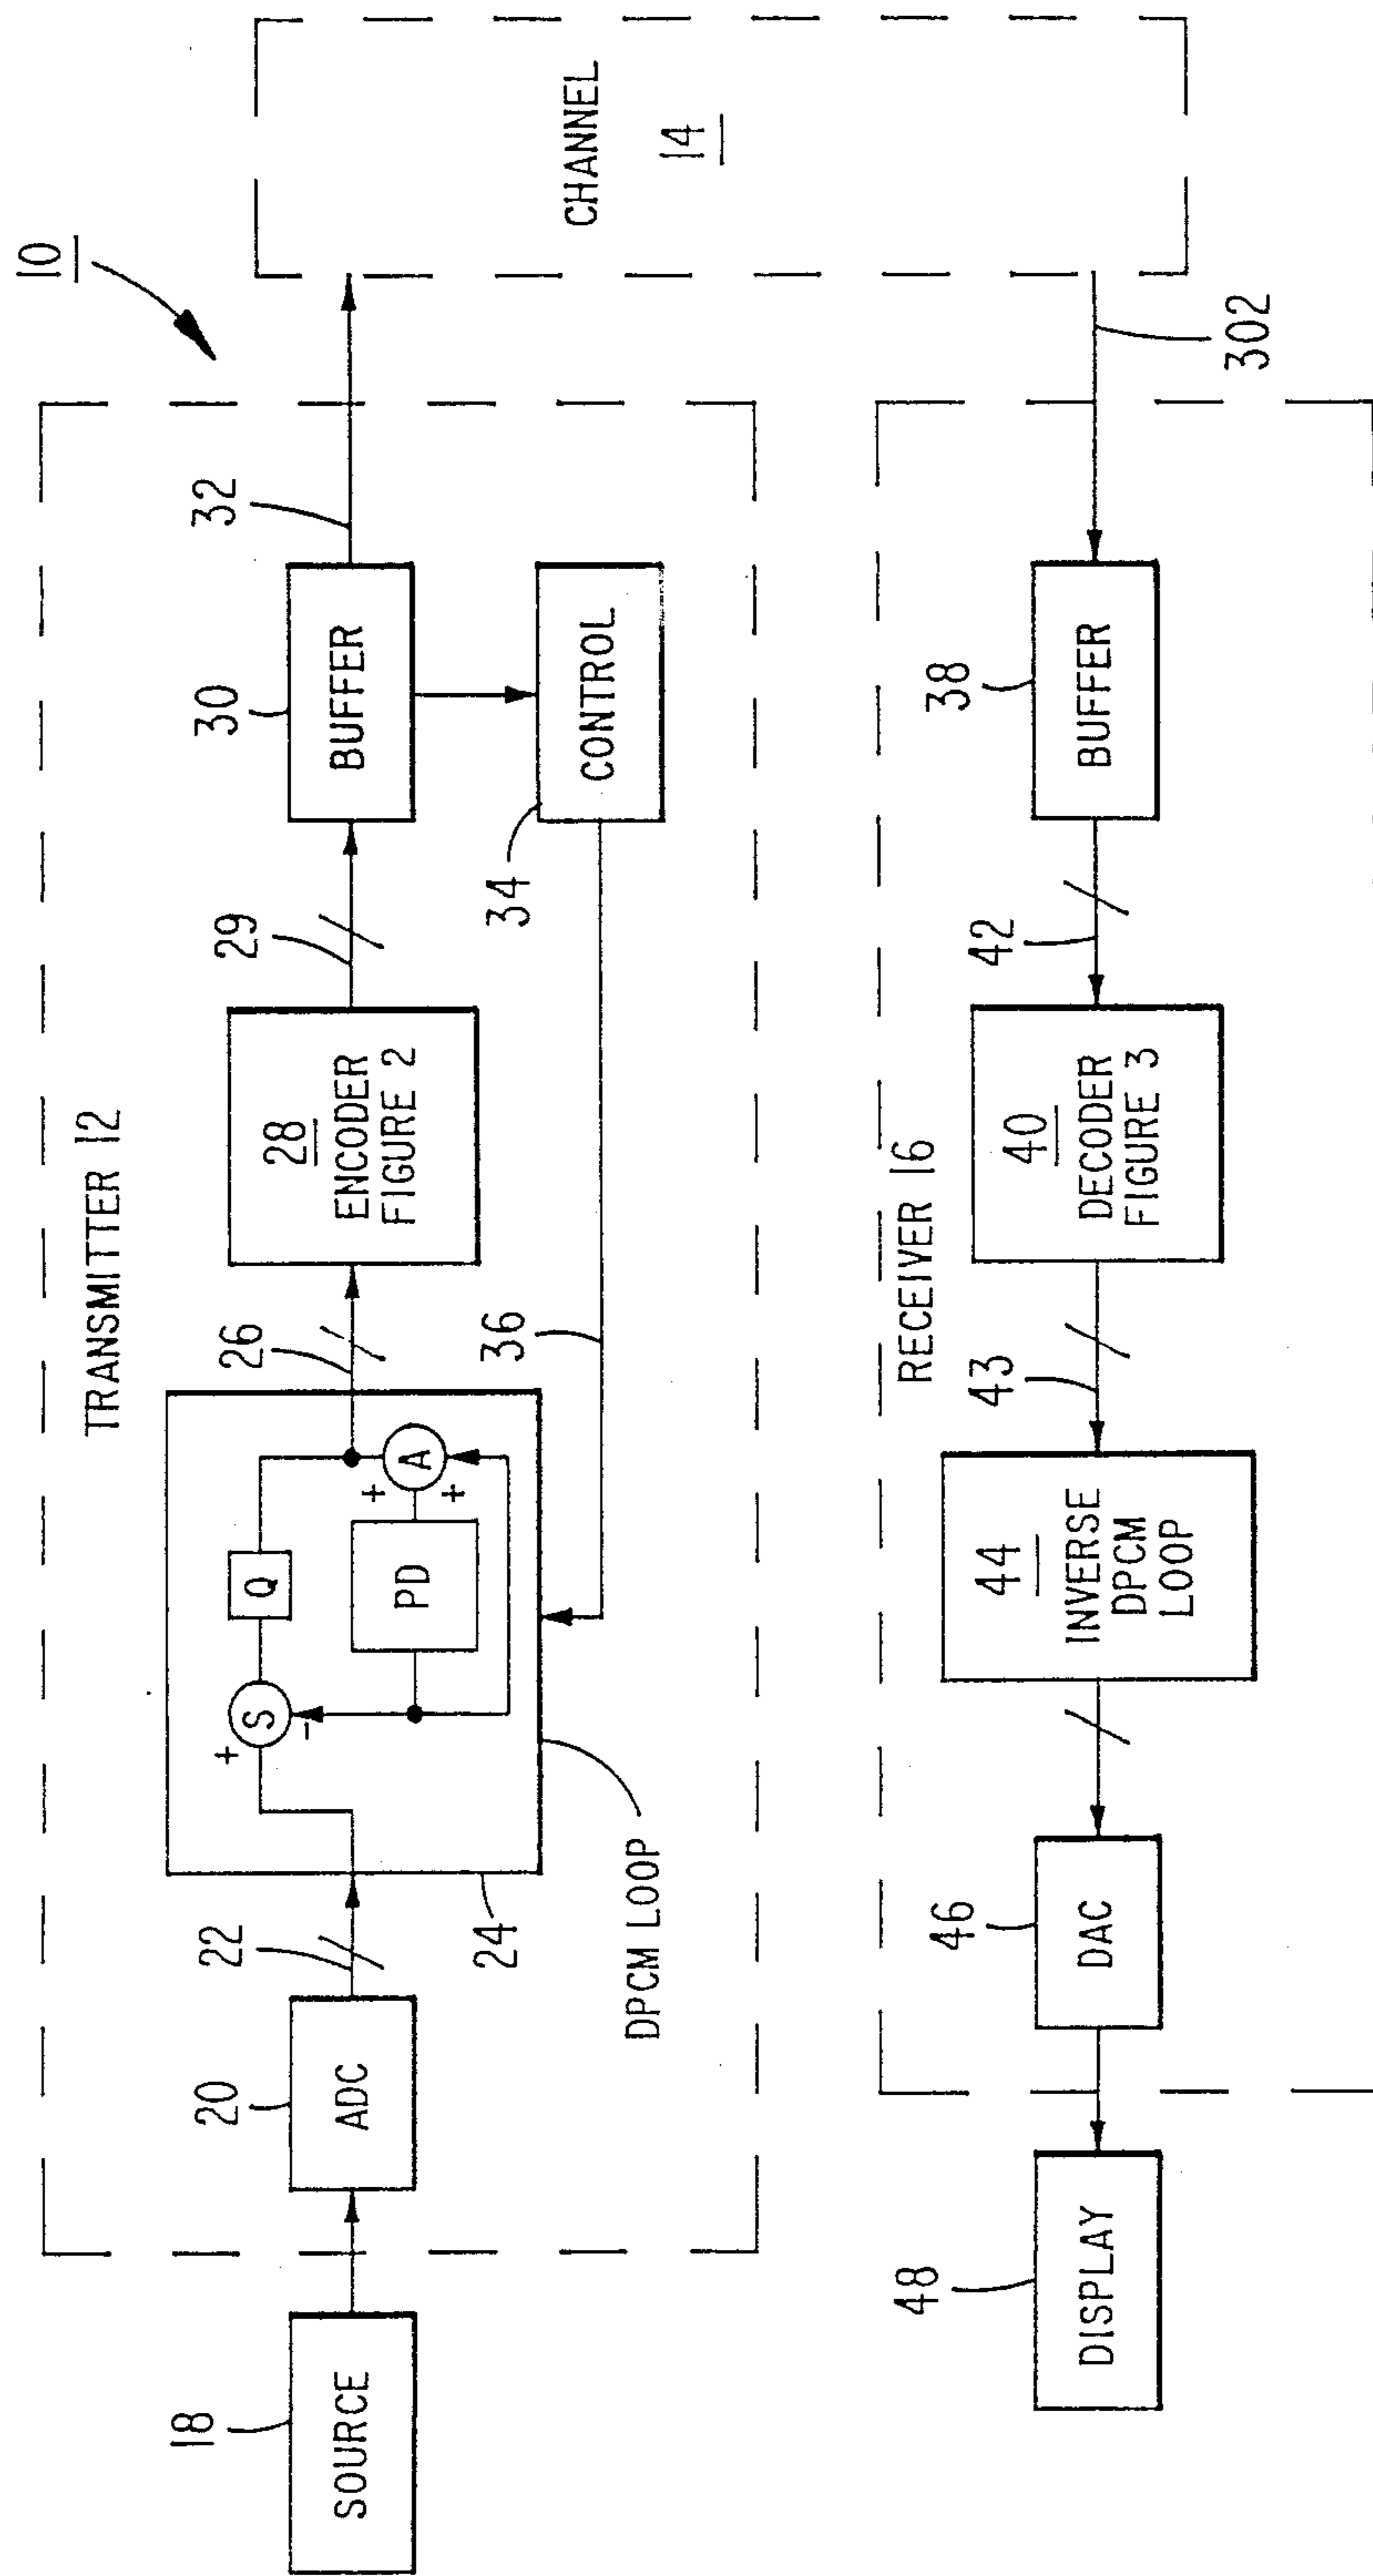 10
TRANSMITTER 12
18
SOURCE
20
ADC
22
24
DPCM LOOP
+
S
-
Q
PD
+
A
+
26
28
ENCODER
FIGURE 2
29
30
BUFFER
32
34
CONTROL
36
CHANNEL
14
302
RECEIVER 16
38
BUFFER
42
40
DECODER
FIGURE 3
43
44
INVERSE
DPCM
LOOP
46
DAC
48
DISPLAY